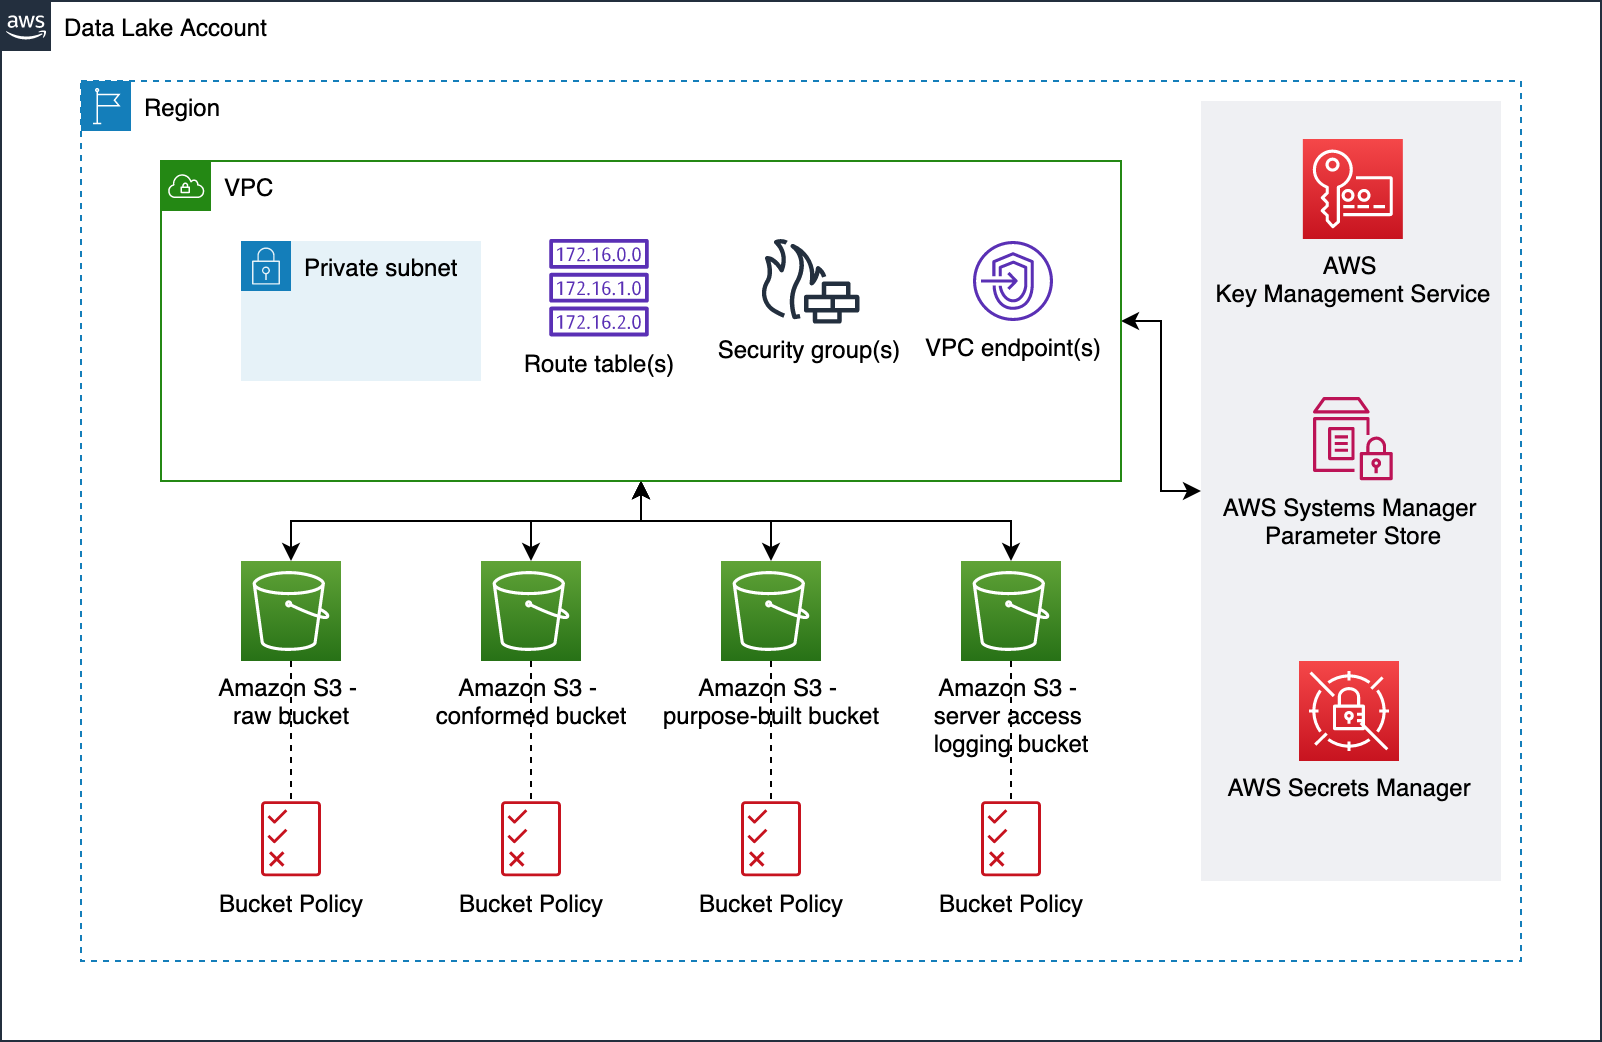 aws
Data Lake Account
Region
VPC
Private subnet
172.16.0.0
172.16.1.0
172.16.2.0
Route table(s)
Security group(s)
VPC endpoint(s)
AWS
Key Management Service
AWS Systems Manager
Parameter Store
AWS Secrets Manager
Amazon S3 -
raw bucket
Amazon S3 -
conformed bucket
Amazon S3 -
purpose-built bucket
Amazon S3 -
server access
logging bucket
Bucket Policy
Bucket Policy
Bucket Policy
Bucket Policy